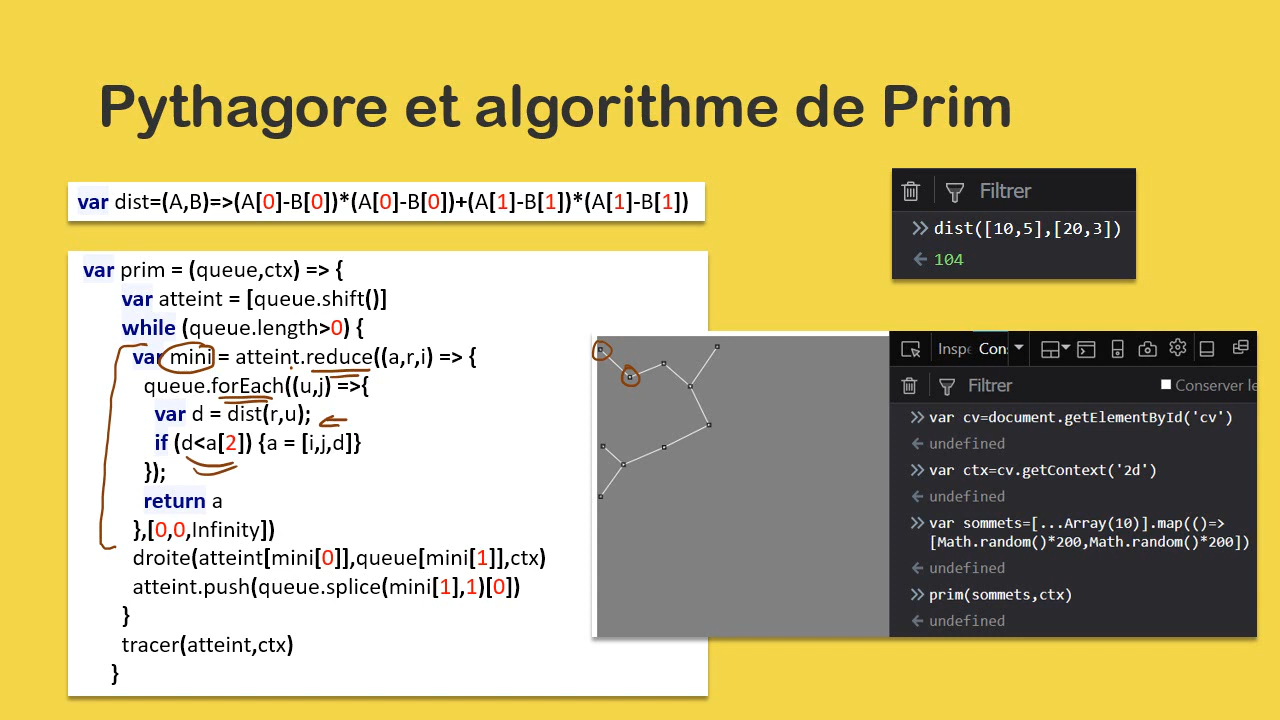 Pythagore et algorithme de Prim
var dist=(A,B)=>(A[0]-B[0])*(A[0]-B[0])+(A[1]-B[1])*(A[1]-B[1])
var prim = (queue,ctx) => {
var atteint = [queue.shift()]
while (queue.length>0) {
var mini = atteint.reduce((a,r,i) => {
queue.forEach((u,j) =>{
var d = dist(r,u);
if (d<a[2]) {a = [i,j,d]}
});
return a
},[0,0,Infinity])
droite(atteint[mini[0]],queue[mini[1]],ctx)
atteint.push(queue.splice(mini[1],1)[0])
}
tracer(atteint,ctx)
}
Filtrer
dist([10,5],[20,3])
104
Inspe Con
Filtrer Conserver le
var cv=document.getElementById('cv')
undefined
var ctx=cv.getContext('2d')
undefined
var sommets=[...Array(10)].map(()=>
[Math.random()*200,Math.random()*200])
undefined
prim(sommets,ctx)
undefined